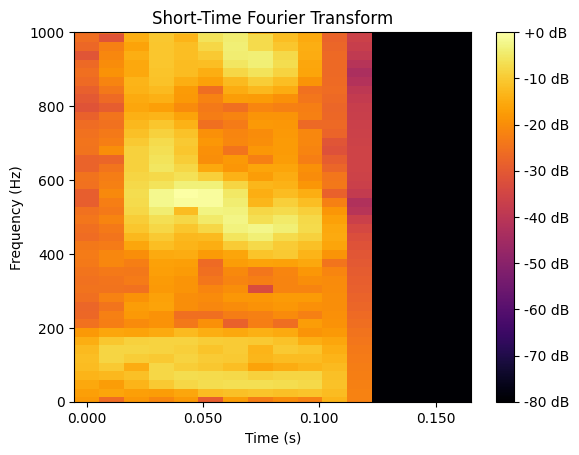 Short-Time Fourier Transform
Frequency (Hz)
1000
800
600
400
200
0
0.000
0.050
0.100
0.150
Time (s)
+0 dB
-10 dB
-20 dB
-30 dB
-40 dB
-50 dB
-60 dB
-70 dB
-80 dB